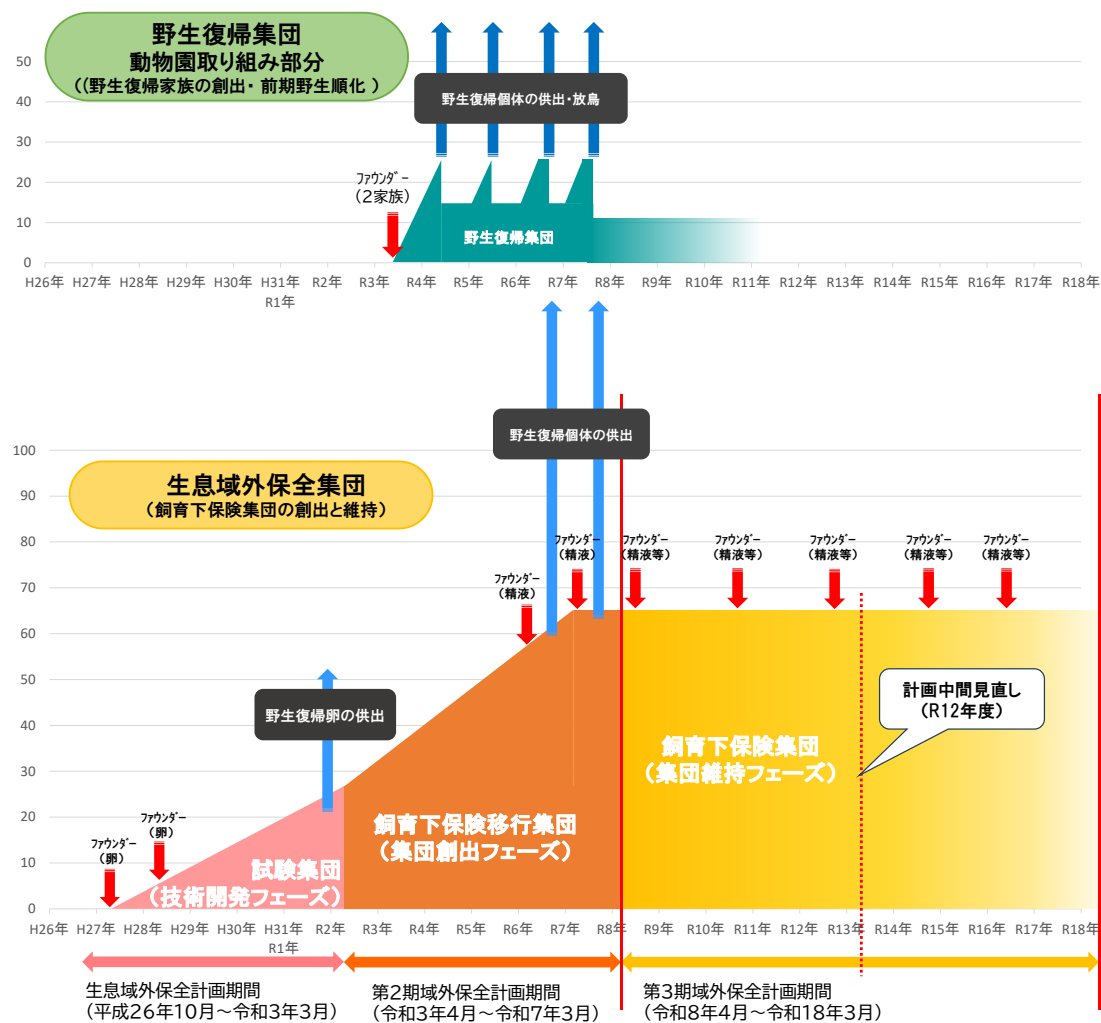 野生復帰集団
動物園取り組み部分
((野生復帰家族の創出・前期野生順化 )
50
40
30
20
10
0
野生復帰個体の供出・放鳥
ﾌｧｳﾝﾀﾞｰ
(2家族)
野生復帰集団
H26年 H27年 H28年 H29年 H30年 H31年 R2年 R3年 R4年 R5年 R6年 R7年 R8年 R9年 R10年 R11年 R12年 R13年 R14年 R15年 R16年 R17年 R18年
R1年
野生復帰個体の供出
100
90
80
70
60
50
40
30
20
10
0
生息域外保全集団
(飼育下保険集団の創出と維持)
ﾌｧｳﾝﾀﾞｰ
(卵)
ﾌｧｳﾝﾀﾞｰ
(卵)
野生復帰卵の供出
ﾌｧｳﾝﾀﾞｰ
(精液)
ﾌｧｳﾝﾀﾞｰ
(精液)
ﾌｧｳﾝﾀﾞｰ
(精液等)
ﾌｧｳﾝﾀﾞｰ
(精液等)
ﾌｧｳﾝﾀﾞｰ
(精液等)
ﾌｧｳﾝﾀﾞｰ
(精液等)
ﾌｧｳﾝﾀﾞｰ
(精液等)
計画中間見直し
(R12年度)
試験集団
(技術開発フェーズ)
飼育下保険移行集団
(集団創出フェーズ)
飼育下保険集団
(集団維持フェーズ)
H26年 H27年 H28年 H29年 H30年 H31年 R2年 R3年 R4年 R5年 R6年 R7年 R8年 R9年 R10年 R11年 R12年 R13年 R14年 R15年 R16年 R17年 R18年
R1年
生息域外保全計画期間
(平成26年10月～令和3年3月)
第2期域外保全計画期間
(令和3年4月～令和7年3月)
第3期域外保全計画期間
(令和8年4月～令和18年3月)